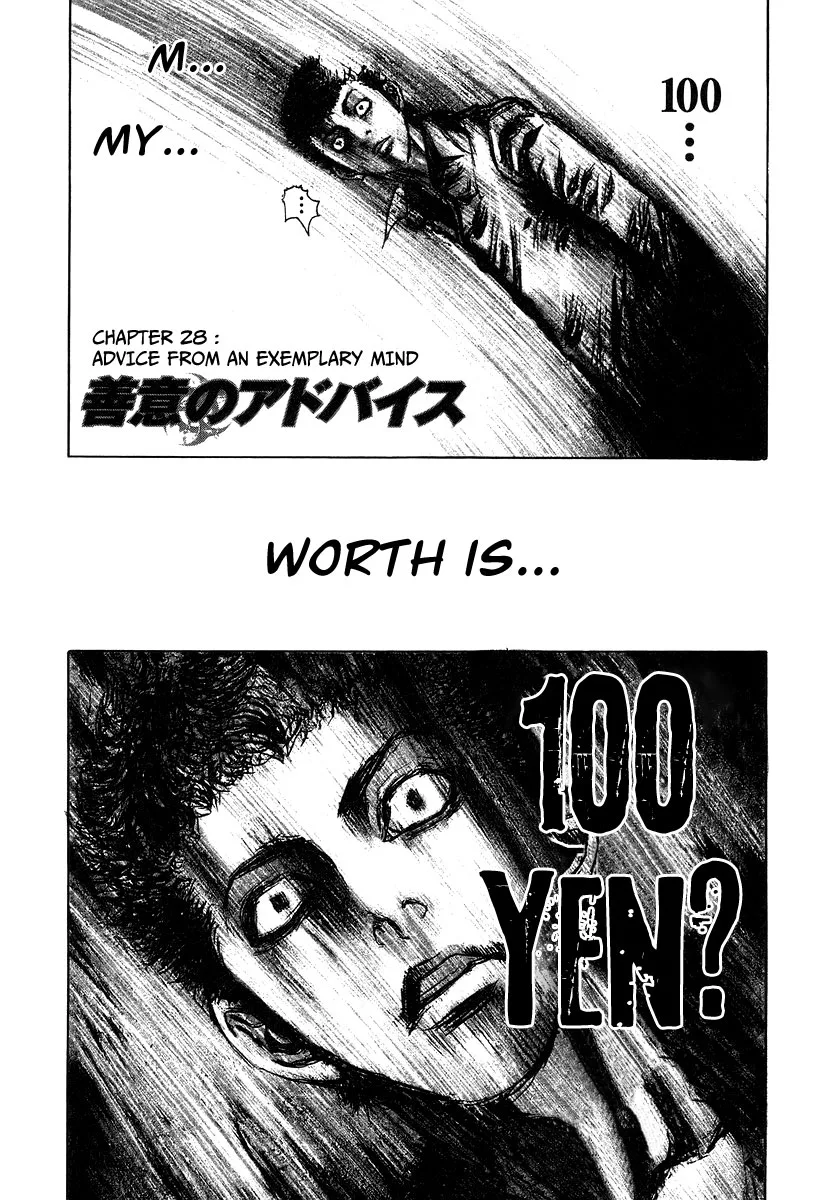 M...
100
...
MY...
...
CHAPTER 28 :
ADVICE FROM AN EXEMPLARY MIND
善意のアドバイス
WORTH IS...
100
YEN?